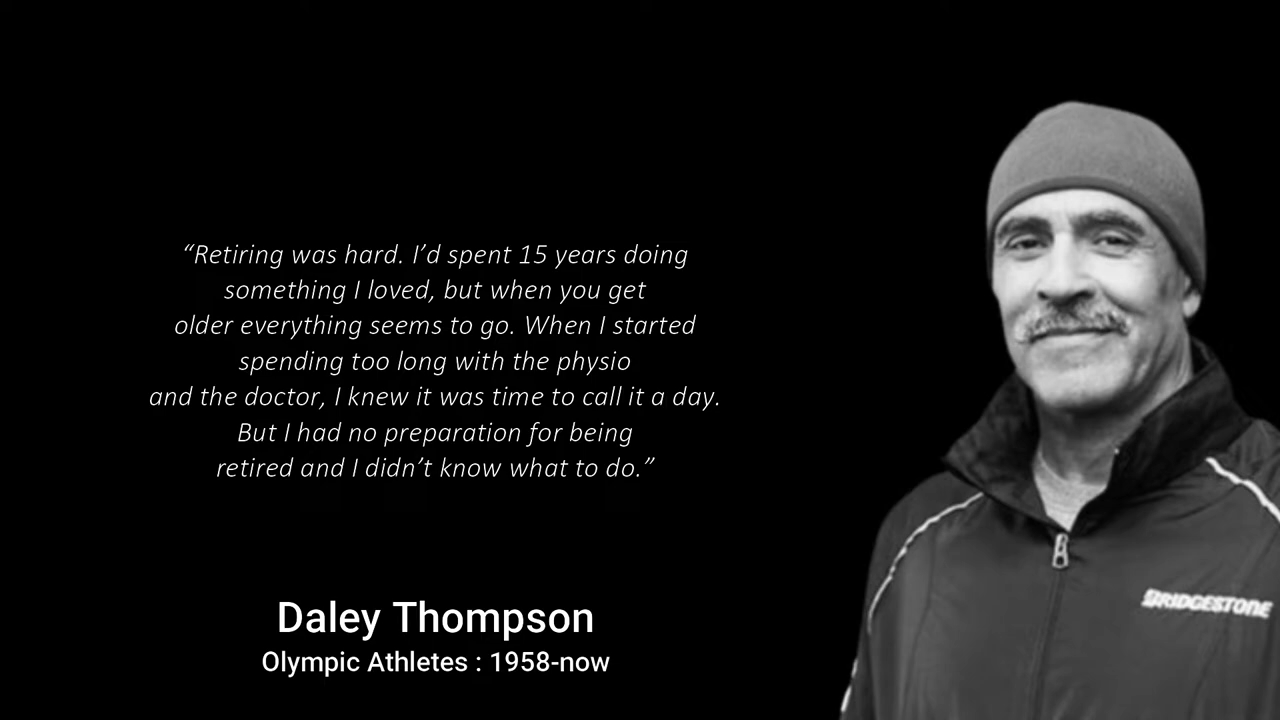 “Retiring was hard. I’d spent 15 years doing
something I loved, but when you get
older everything seems to go. When I started
spending too long with the physio
and the doctor, I knew it was time to call it a day.
But I had no preparation for being
retired and I didn’t know what to do.”
Daley Thompson
Olympic Athletes : 1958-now
BRIDGESTONE